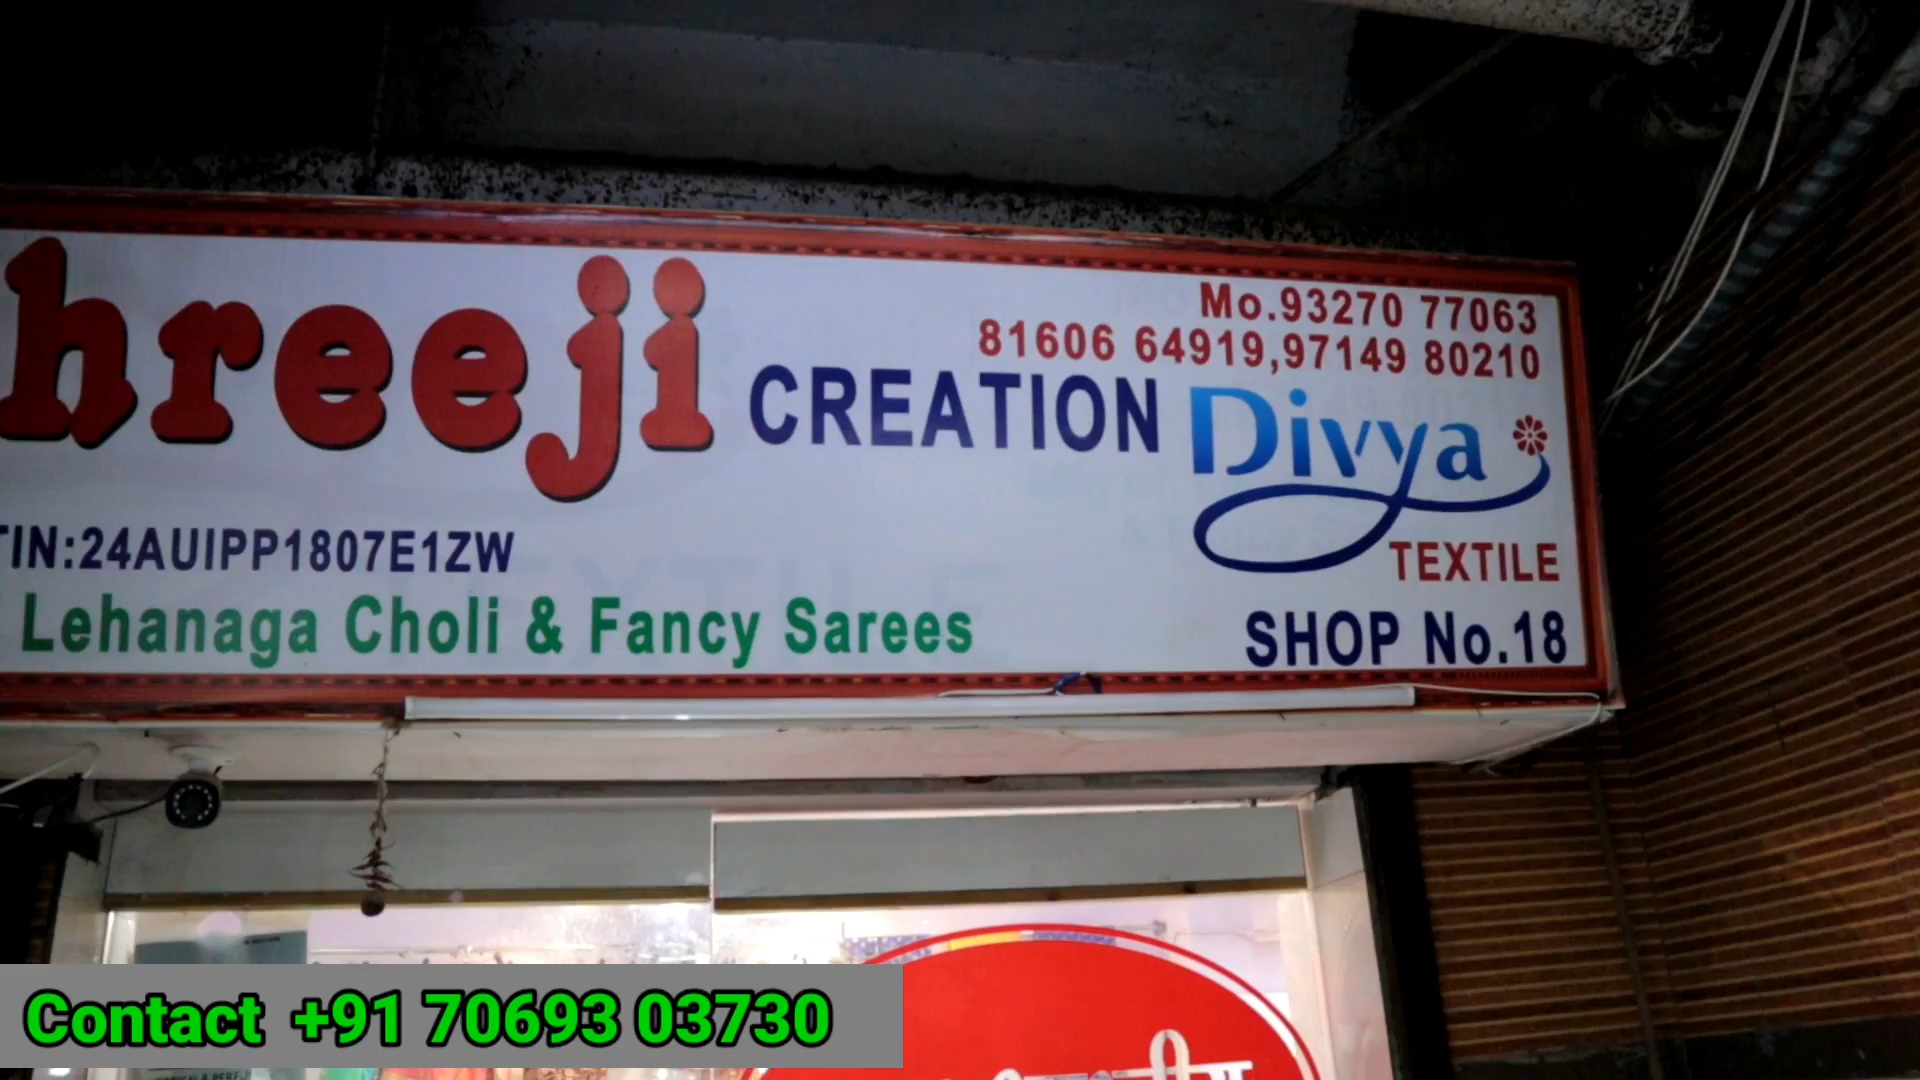 Mo.93270 77063
81606 64919,97149 80210
hreeji CREATION Divya
TEXTILE
TIN:24AUIPP1807E1ZW
Lehanaga Choli & Fancy Sarees
SHOP No.18
Contact +91 70693 03730